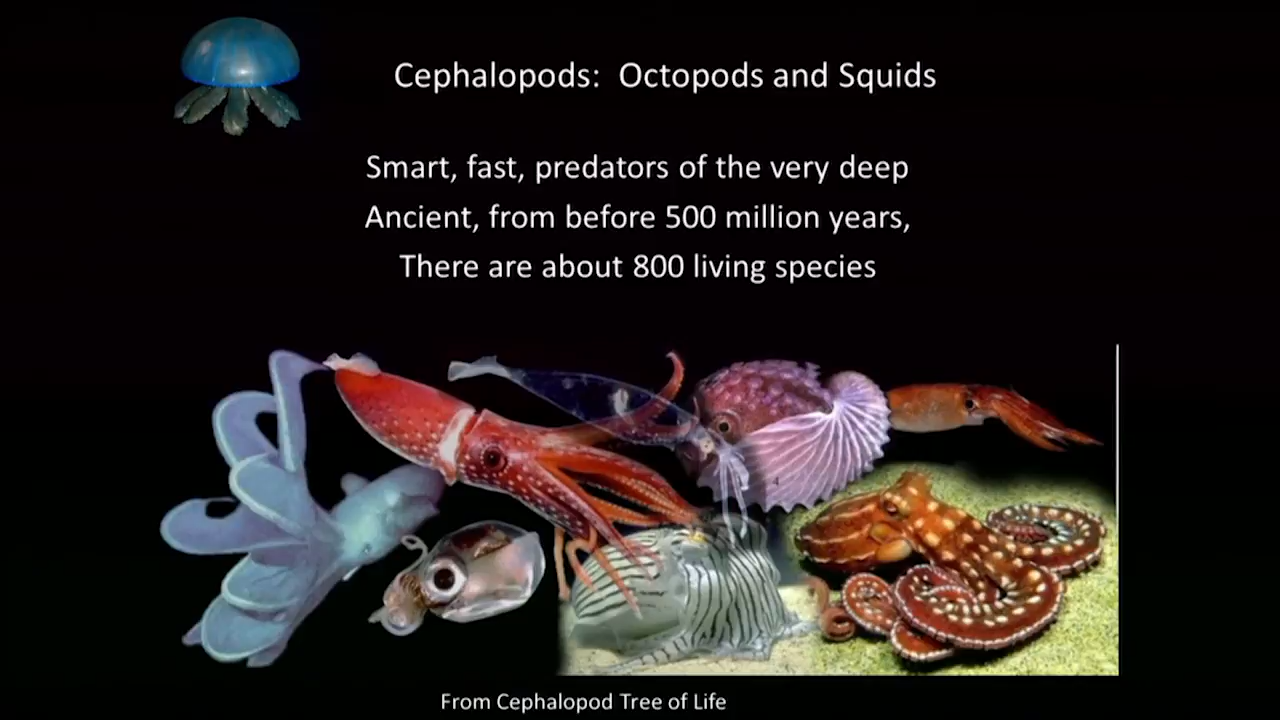 Cephalopods: Octopods and Squids
Smart, fast, predators of the very deep
Ancient, from before 500 million years,
There are about 800 living species
From Cephalopod Tree of Life